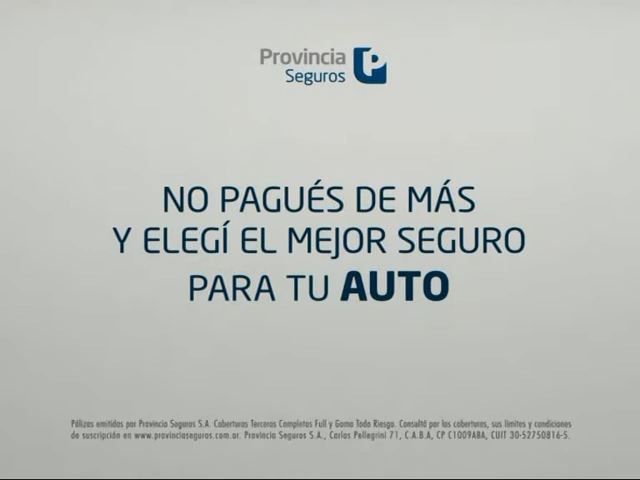 Provincia
Seguros
NO PAGUÉS DE MÁS
Y ELEGÍ EL MEJOR SEGURO
PARA TU AUTO
Pólizas emitidas por Provincia Seguros S.A. Coberturas Terceros Completos Full y Gama Todo Riesgo. Consultá por las coberturas, sus límites y condiciones
de suscripción en www.provinciaseguros.com.ar. Provincia Seguros S.A., Carlos Pellegrini 71, C.A.B.A, CP C1009ABA, CUIT 30-52750816-5.